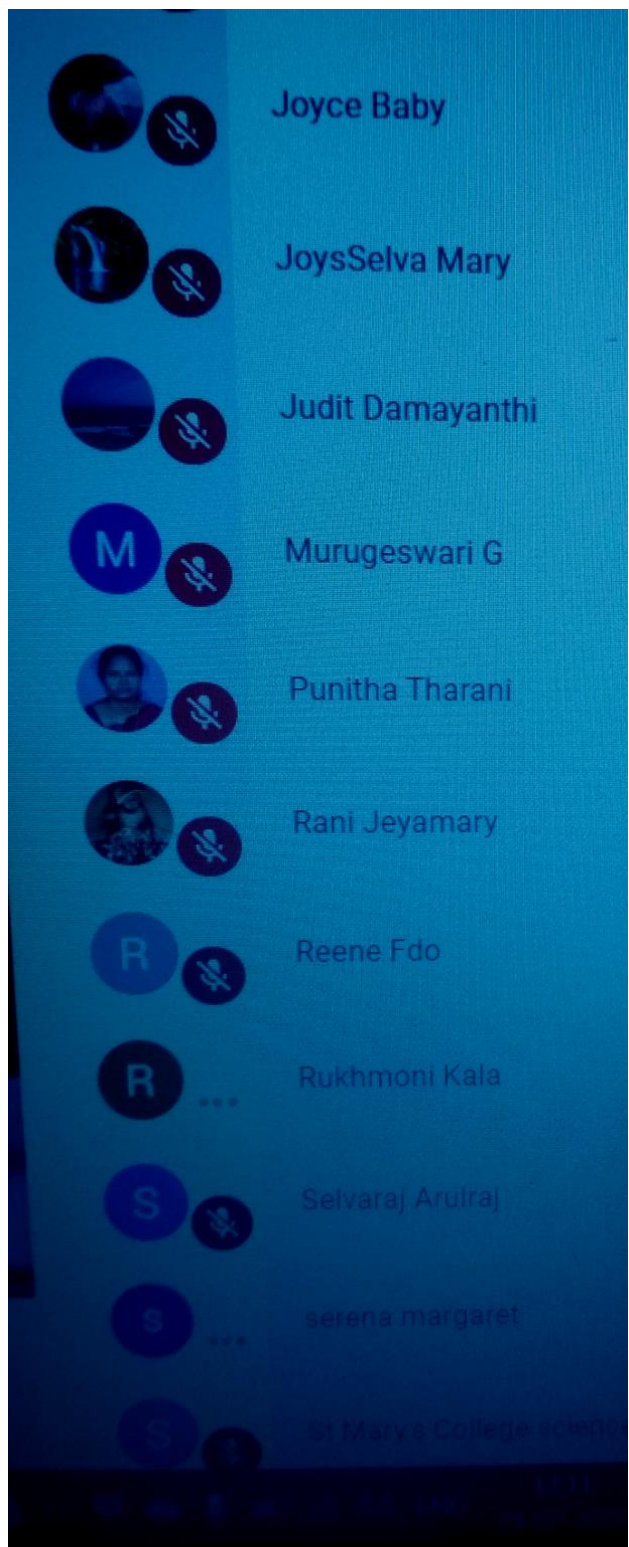 Joyce Baby
JoysSelva Mary
Judit Damayanthi
M
Murugeswari G
Punitha Tharani
Rani Jeyamary
R
Reene Fdo
R
Rukhmoni Kala
S
Selvaraj Arulraj
s
serena margaret
S
St Mary's College science